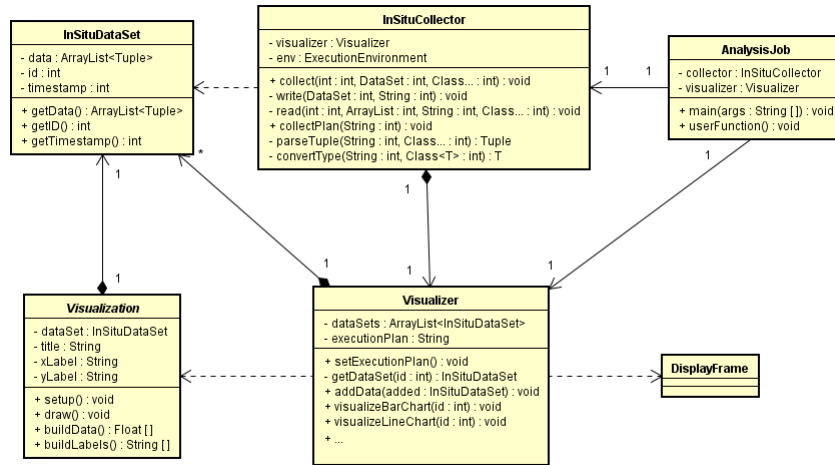 InSituDataSet
- data : ArrayList<Tuple>
- id : int
- timestamp : int
+ getData() : ArrayList<Tuple>
+ getID() : int
+ getTimestamp() : int
InSituCollector
- visualizer : Visualizer
- env : ExecutionEnvironment
+ collect(int : int, DataSet : int, Class... : int) : void
- write(DataSet : int, String : int) : void
- read(int : int, ArrayList : int, String : int, Class... : int) : void
+ collectPlan(String : int) : void
- parseTuple(String : int, Class... : int) : Tuple
- convertType(String : int, Class<T> : int) : T
AnalysisJob
- collector : InSituCollector
- visualizer : Visualizer
+ main(args : String []) : void
+ userFunction() : void
1
1
1
*
1
1
1
1
1
1
Visualization
- dataSet : InSituDataSet
- title : String
- xLabel : String
- yLabel : String
+ setup() : void
+ draw() : void
+ buildData() : Float []
+ buildLabels() : String []
Visualizer
- dataSets : ArrayList<InSituDataSet>
- executionPlan : String
+ setExecutionPlan() : void
- getDataSet(id : int) : InSituDataSet
+ addData(added : InSituDataSet) : void
+ visualizeBarChart(id : int) : void
+ visualizeLineChart(id : int) : void
+ ...
DisplayFrame